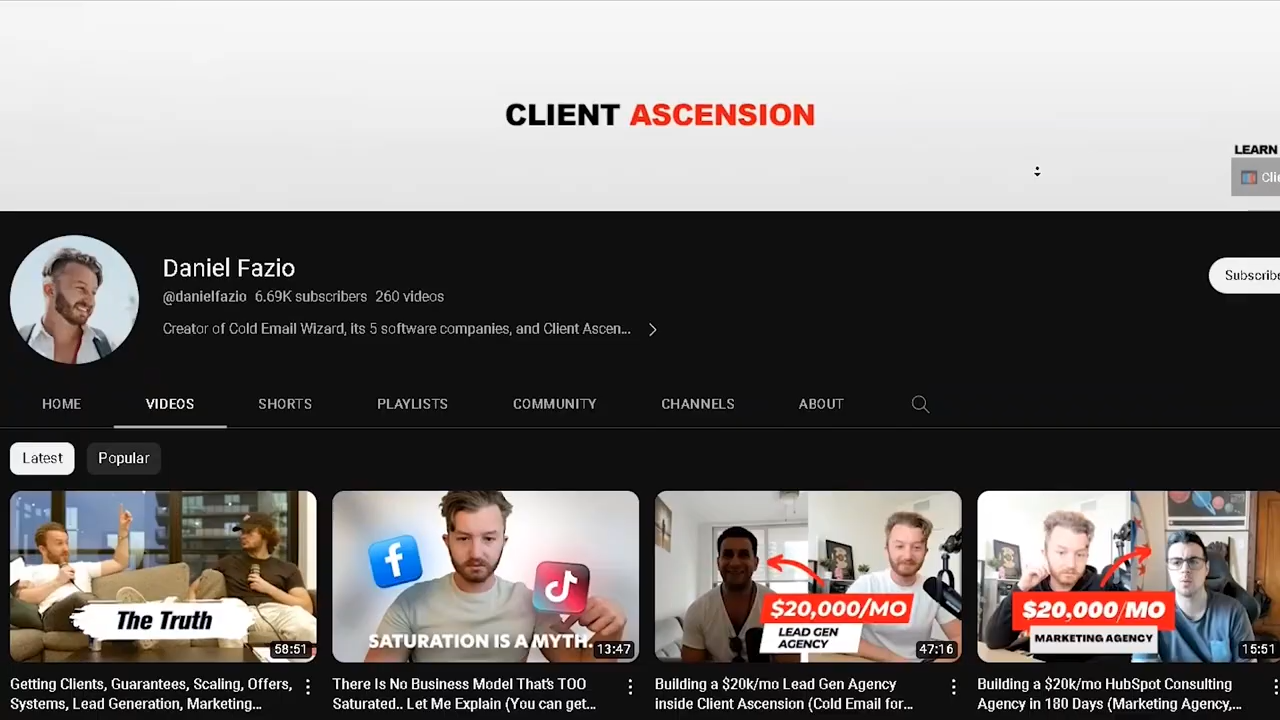 CLIENT ASCENSION
LEARN
Clie
Daniel Fazio
@danielfazio 6.69K subscribers 260 videos
Creator of Cold Email Wizard, its 5 software companies, and Client Ascen...
Subscribe
HOME VIDEOS SHORTS PLAYLISTS COMMUNITY CHANNELS ABOUT
Latest Popular
The Truth
58:51
SATURATION IS A MYTH.
13:47
$20,000/MO
LEAD GEN
AGENCY
47:16
$20,000/MO
MARKETING AGENCY
15:51
Getting Clients, Guarantees, Scaling, Offers,
Systems, Lead Generation, Marketing...
There Is No Business Model That's TOO
Saturated.. Let Me Explain (You can get...
Building a $20k/mo Lead Gen Agency
inside Client Ascension (Cold Email for...
Building a $20k/mo HubSpot Consulting
Agency in 180 Days (Marketing Agency,...